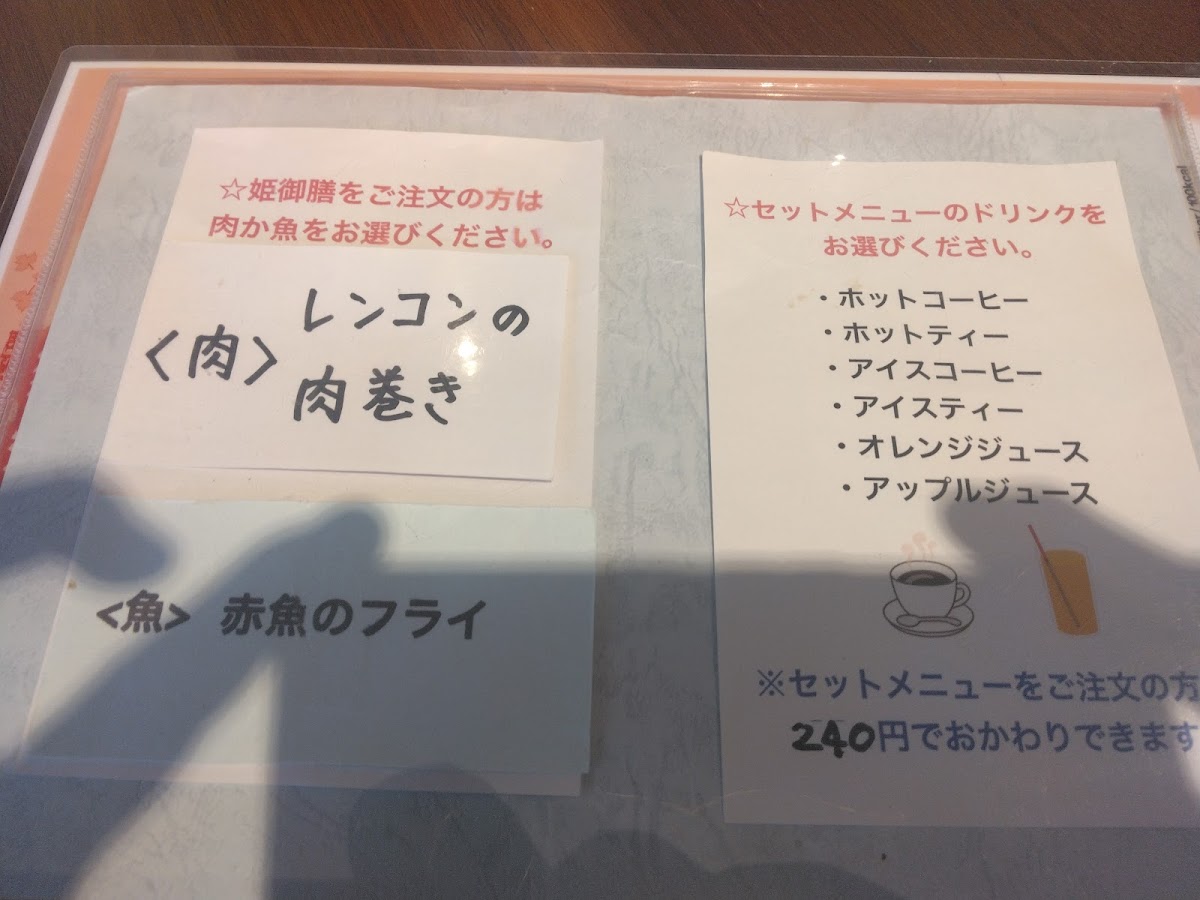 ☆姫御膳をご注文の方は
肉か魚をお選びください。
<肉> レンコンの
肉巻き
<魚> 赤魚のフライ
☆セットメニューのドリンクを
お選びください。
・ホットコーヒー
・ホットティー
・アイスコーヒー
・アイスティー
・オレンジジュース
・アップルジュース
※セットメニューをご注文の方
240円でおかわりできます